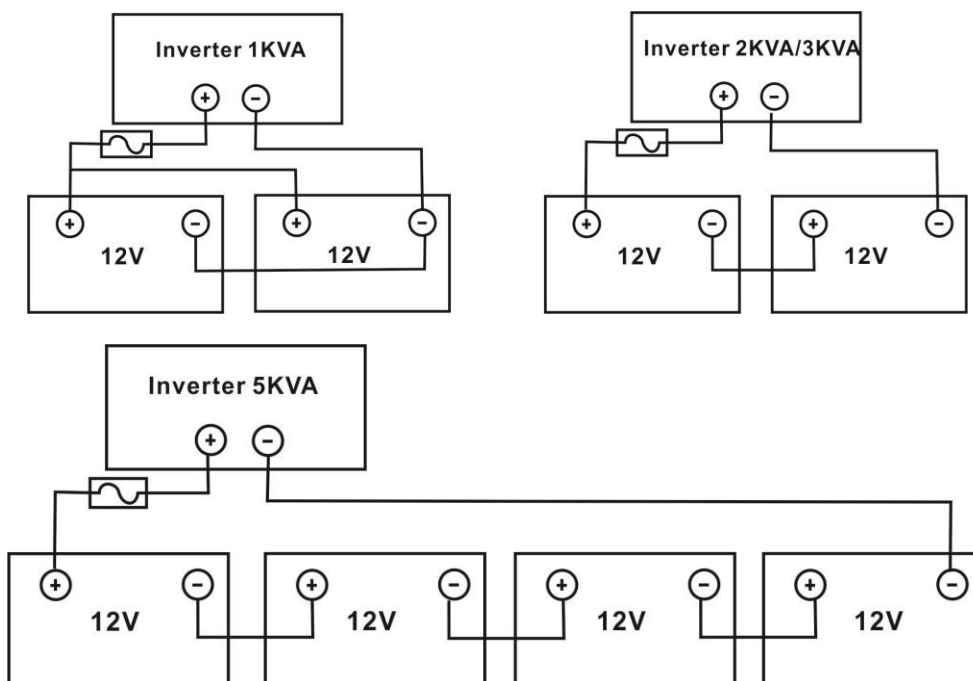 Inverter 1KVA
+ -
+ - + -
12V 12V
Inverter 2KVA/3KVA
+ -
+ - + -
12V 12V
Inverter 5KVA
+ -
+ - + - + - + -
12V 12V 12V 12V